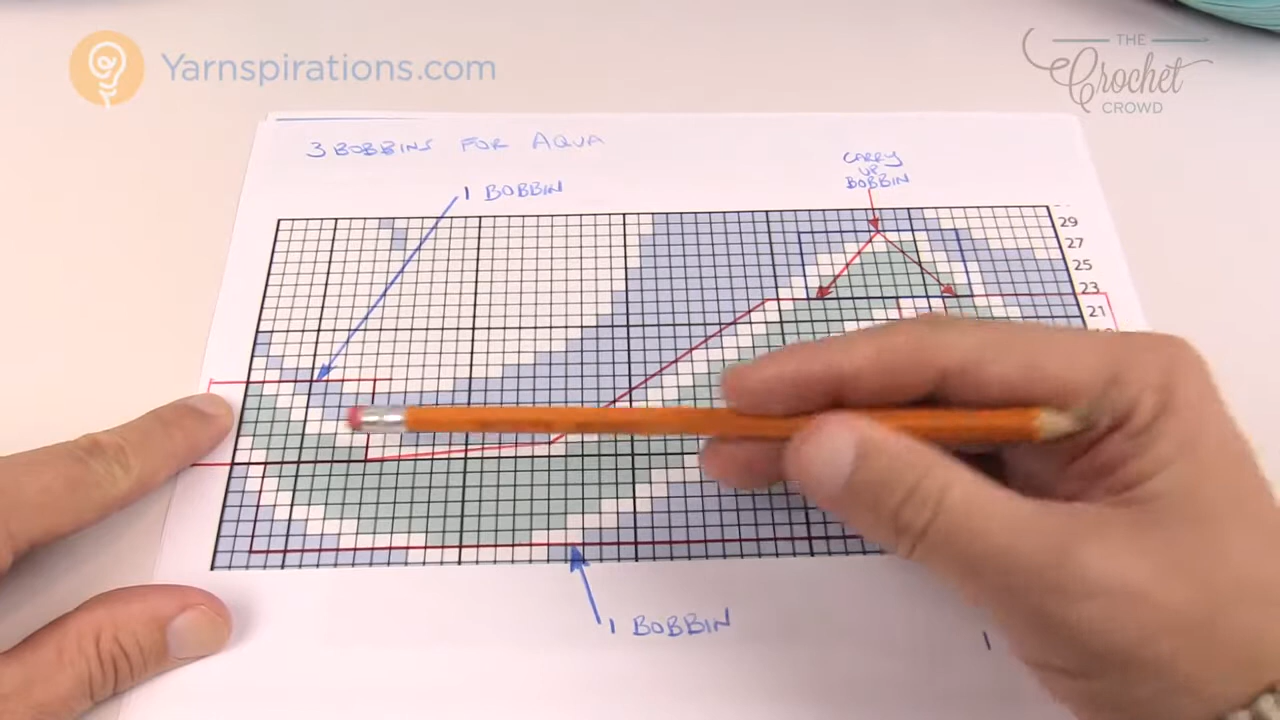 Yarnspirations.com
THE
Crochet
CROWD
3 BOBBINS FOR AQUA
CARRY
UP
BOBBIN
1 BOBBIN
29
27
25
23
21
1 BOBBIN
1